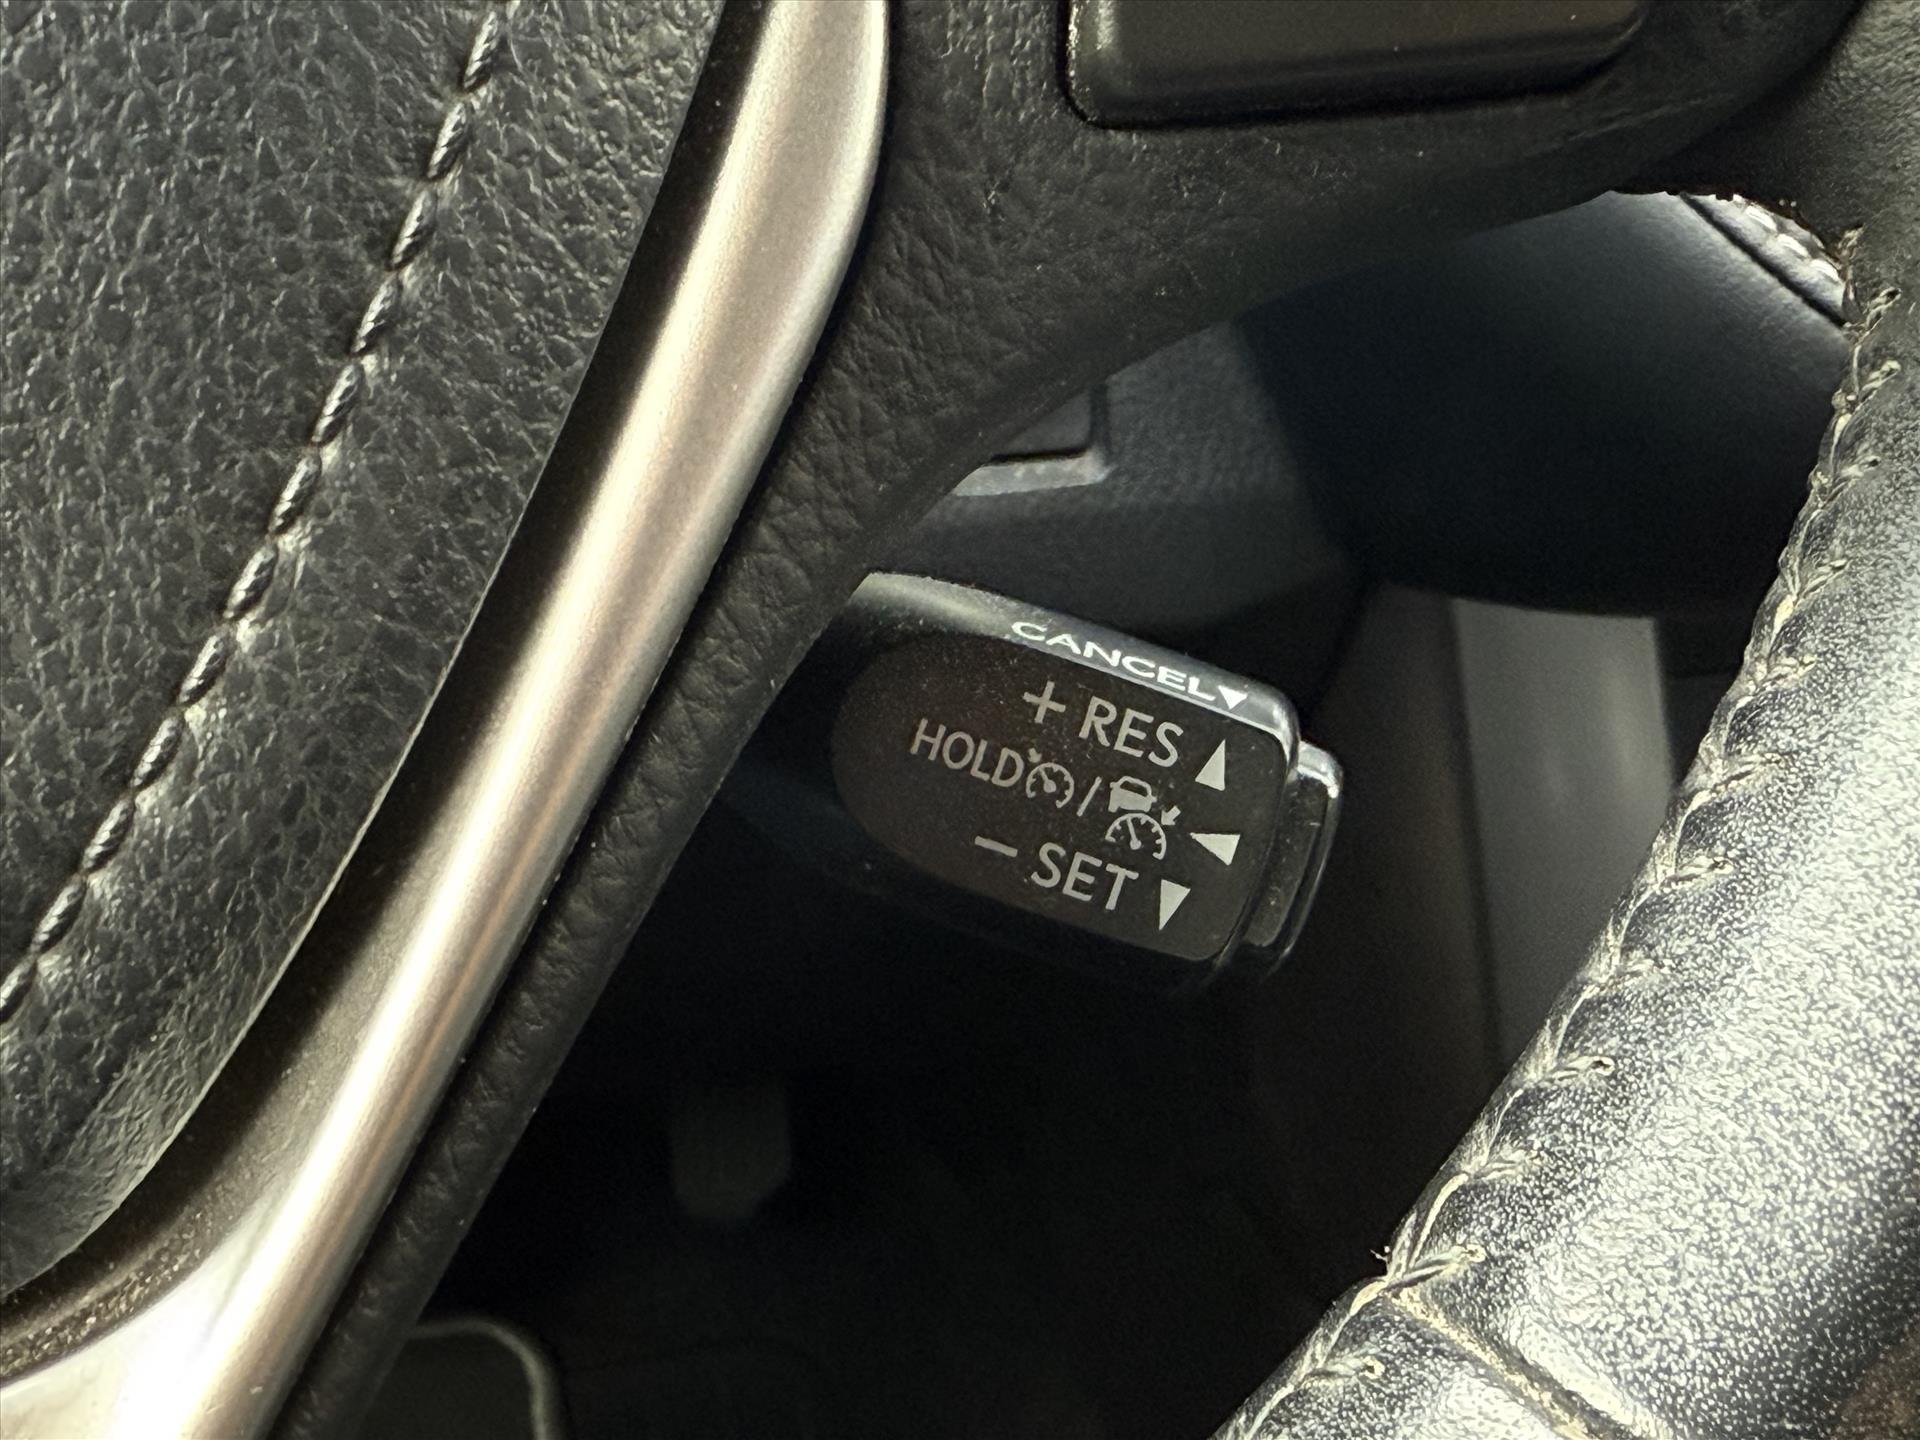 CANCEL▼
+ RES ▲
HOLD / ◀
− SET ▼